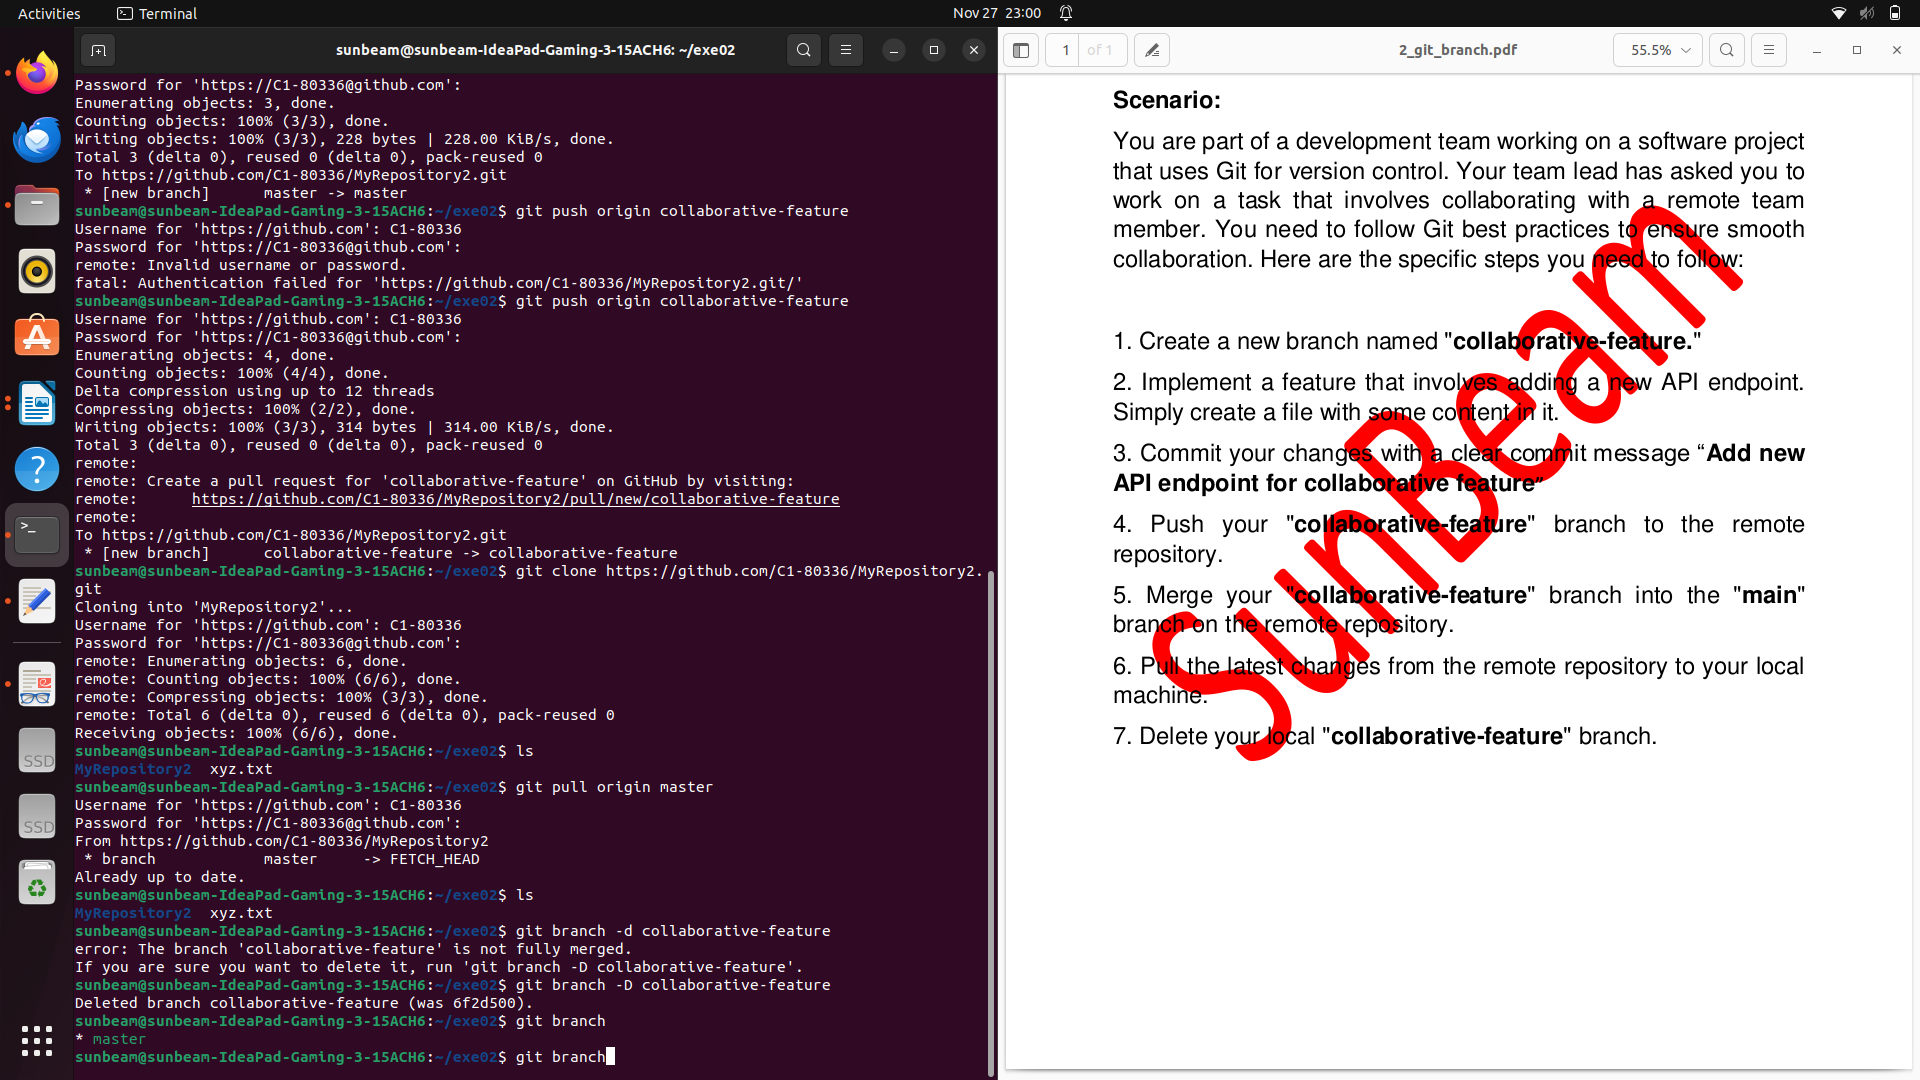 Activities
Terminal
Nov 27 23:00
sunbeam@sunbeam-IdeaPad-Gaming-3-15ACH6: ~/exe02
Password for 'https://C1-80336@github.com':
Enumerating objects: 3, done.
Counting objects: 100% (3/3), done.
Writing objects: 100% (3/3), 228 bytes | 228.00 KiB/s, done.
Total 3 (delta 0), reused 0 (delta 0), pack-reused 0
To https://github.com/C1-80336/MyRepository2.git
* [new branch] master -> master
sunbeam@sunbeam-IdeaPad-Gaming-3-15ACH6:~/exe02$ git push origin collaborative-feature
Username for 'https://github.com': C1-80336
Password for 'https://C1-80336@github.com':
remote: Invalid username or password.
fatal: Authentication failed for 'https://github.com/C1-80336/MyRepository2.git/'
sunbeam@sunbeam-IdeaPad-Gaming-3-15ACH6:~/exe02$ git push origin collaborative-feature
Username for 'https://github.com': C1-80336
Password for 'https://C1-80336@github.com':
Enumerating objects: 4, done.
Counting objects: 100% (4/4), done.
Delta compression using up to 12 threads
Compressing objects: 100% (2/2), done.
Writing objects: 100% (3/3), 314 bytes | 314.00 KiB/s, done.
Total 3 (delta 0), reused 0 (delta 0), pack-reused 0
remote:
remote: Create a pull request for 'collaborative-feature' on GitHub by visiting:
remote: https://github.com/C1-80336/MyRepository2/pull/new/collaborative-feature
remote:
To https://github.com/C1-80336/MyRepository2.git
* [new branch] collaborative-feature -> collaborative-feature
sunbeam@sunbeam-IdeaPad-Gaming-3-15ACH6:~/exe02$ git clone https://github.com/C1-80336/MyRepository2.
git
Cloning into 'MyRepository2'...
Username for 'https://github.com': C1-80336
Password for 'https://C1-80336@github.com':
remote: Enumerating objects: 6, done.
remote: Counting objects: 100% (6/6), done.
remote: Compressing objects: 100% (3/3), done.
remote: Total 6 (delta 0), reused 6 (delta 0), pack-reused 0
Receiving objects: 100% (6/6), done.
sunbeam@sunbeam-IdeaPad-Gaming-3-15ACH6:~/exe02$ ls
MyRepository2 xyz.txt
sunbeam@sunbeam-IdeaPad-Gaming-3-15ACH6:~/exe02$ git pull origin master
Username for 'https://github.com': C1-80336
Password for 'https://C1-80336@github.com':
From https://github.com/C1-80336/MyRepository2
* branch master -> FETCH_HEAD
Already up to date.
sunbeam@sunbeam-IdeaPad-Gaming-3-15ACH6:~/exe02$ ls
MyRepository2 xyz.txt
sunbeam@sunbeam-IdeaPad-Gaming-3-15ACH6:~/exe02$ git branch -d collaborative-feature
error: The branch 'collaborative-feature' is not fully merged.
If you are sure you want to delete it, run 'git branch -D collaborative-feature'.
sunbeam@sunbeam-IdeaPad-Gaming-3-15ACH6:~/exe02$ git branch -D collaborative-feature
Deleted branch collaborative-feature (was 6f2d500).
sunbeam@sunbeam-IdeaPad-Gaming-3-15ACH6:~/exe02$ git branch
* master
sunbeam@sunbeam-IdeaPad-Gaming-3-15ACH6:~/exe02$ git branch
SSD
SSD
1 of 1
2_git_branch.pdf
55.5%
Scenario:
You are part of a development team working on a software project
that uses Git for version control. Your team lead has asked you to
work on a task that involves collaborating with a remote team
member. You need to follow Git best practices to ensure smooth
collaboration. Here are the specific steps you need to follow:
1. Create a new branch named "collaborative-feature."
2. Implement a feature that involves adding a new API endpoint.
Simply create a file with some content in it.
3. Commit your changes with a clear commit message “Add new
API endpoint for collaborative feature”
4. Push your "collaborative-feature" branch to the remote
repository.
5. Merge your "collaborative-feature" branch into the "main"
branch on the remote repository.
6. Pull the latest changes from the remote repository to your local
machine.
7. Delete your local "collaborative-feature" branch.
SunBeam